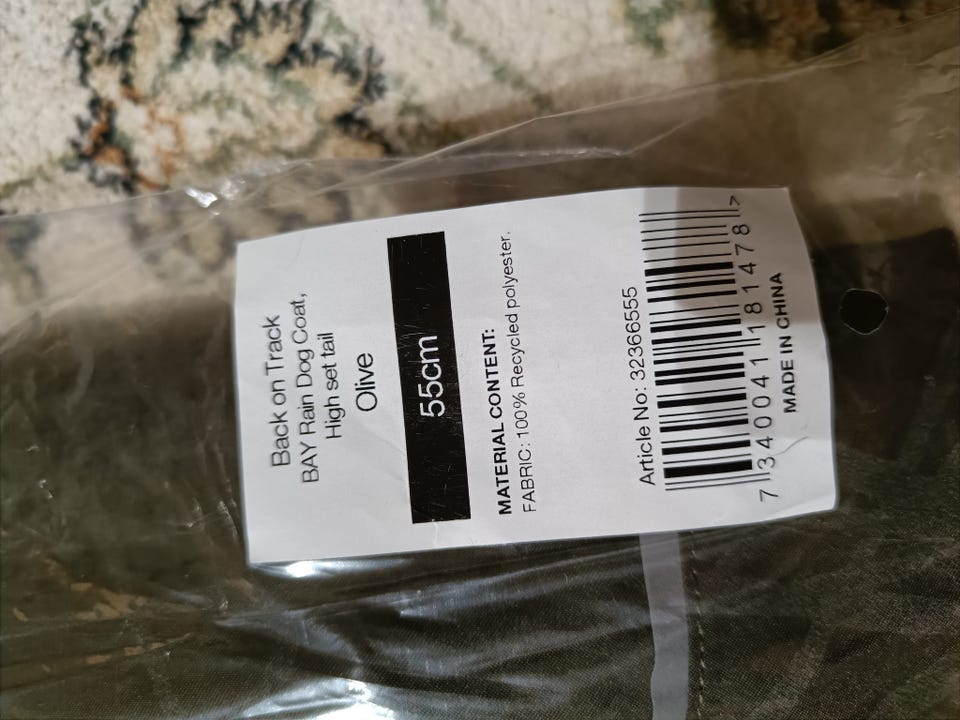 Back on Track
BAY Rain Dog Coat,
High set tail
Olive
55cm
MATERIAL CONTENT:
FABRIC: 100% Recycled polyester.
Article No: 32366555
7 340041 181478 >
MADE IN CHINA